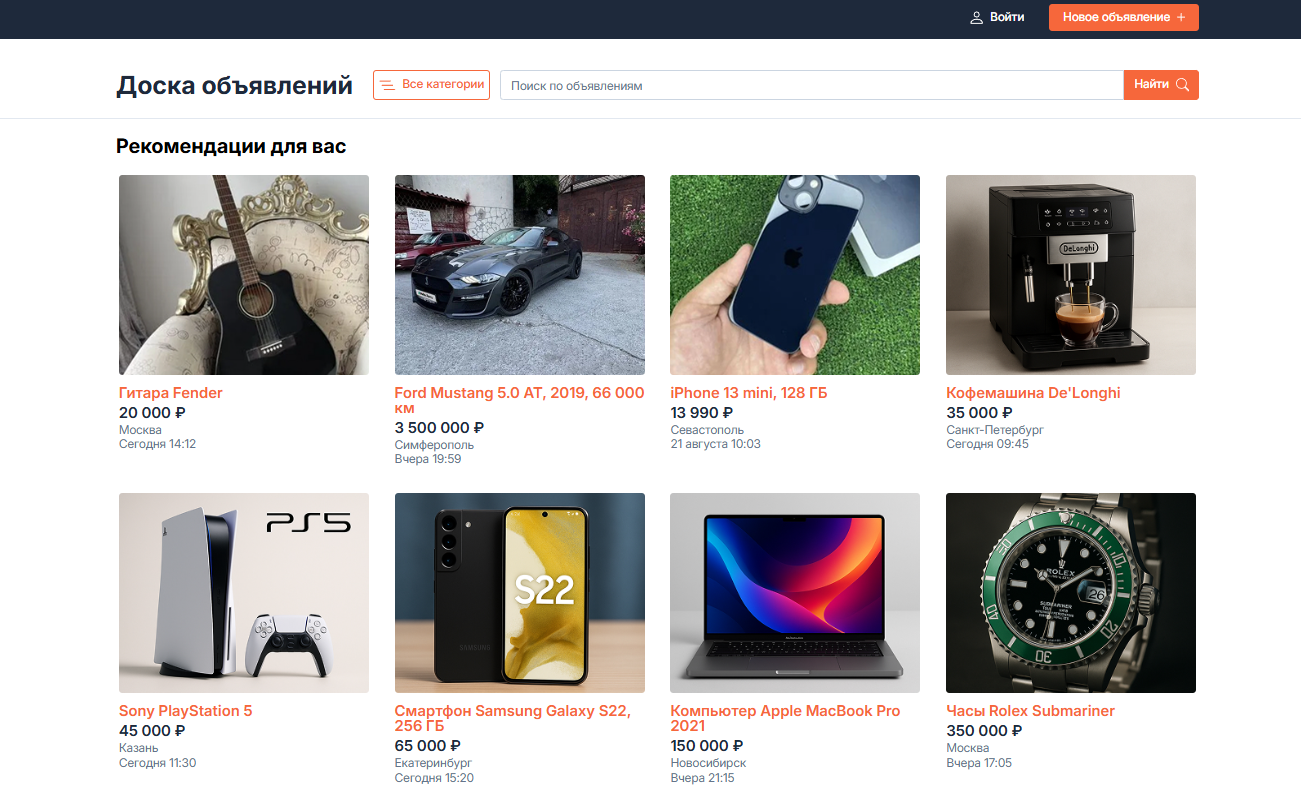 Войти
Новое объявление +
Доска объявлений
Все категории
Поиск по объявлениям
Найти
Рекомендации для вас
DeLonghi
Гитара Fender
20 000 ₽
Москва
Сегодня 14:12
Ford Mustang 5.0 AT, 2019, 66 000
км
3 500 000 ₽
Симферополь
Вчера 19:59
iPhone 13 mini, 128 ГБ
13 990 ₽
Севастополь
21 августа 10:03
Кофемашина De'Longhi
35 000 ₽
Санкт-Петербург
Сегодня 09:45
PS5
S22
SAMSUNG
ROLEX
SUBMARINER
26
40
30
20
Sony PlayStation 5
45 000 ₽
Казань
Сегодня 11:30
Смартфон Samsung Galaxy S22,
256 ГБ
65 000 ₽
Екатеринбург
Сегодня 15:20
Компьютер Apple MacBook Pro
2021
150 000 ₽
Новосибирск
Вчера 21:15
Часы Rolex Submariner
350 000 ₽
Москва
Вчера 17:05